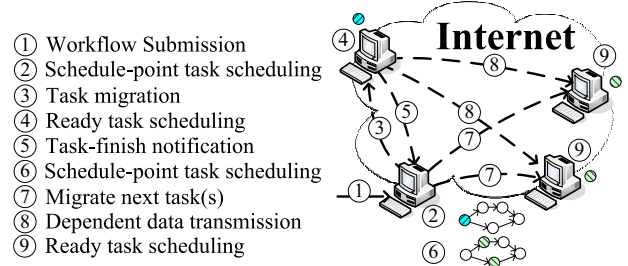 ① Workflow Submission
② Schedule-point task scheduling
③ Task migration
④ Ready task scheduling
⑤ Task-finish notification
⑥ Schedule-point task scheduling
⑦ Migrate next task(s)
⑧ Dependent data transmission
⑨ Ready task scheduling
Internet
④
⑧
⑨
⑧
③
⑤
⑦
⑨
⑦
①
②
⑥